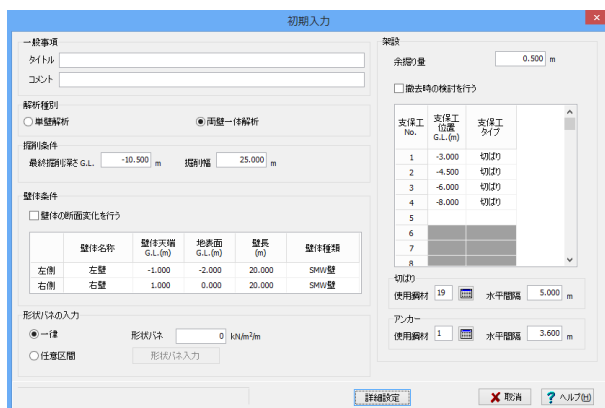 初期入力
一般事項
タイトル
コメント
解析種別
単壁解析 両壁一体解析
掘削条件
最終掘削深さ G.L. -10.500 m 掘削幅 25.000 m
壁体条件
壁体の断面変化を行う
壁体名称 壁体天端 G.L.(m) 地表面 G.L.(m) 壁長 (m) 壁体種類
左側 左壁 -1.000 -2.000 20.000 SMW壁
右側 右壁 1.000 0.000 20.000 SMW壁
形状バネの入力
一律 形状バネ 0 kN/m²/m
任意区間 形状バネ入力
架設
余掘り量 0.500 m
撤去時の検討を行う
支保工 No. 支保工 位置 G.L.(m) 支保工 タイプ
1 -3.000 切ばり
2 -4.500 切ばり
3 -6.000 切ばり
4 -8.000 切ばり
5
6
7
8
切ばり
使用鋼材 19 水平間隔 5.000 m
アンカー
使用鋼材 1 水平間隔 3.600 m
詳細設定 取消 ヘルプ(H)